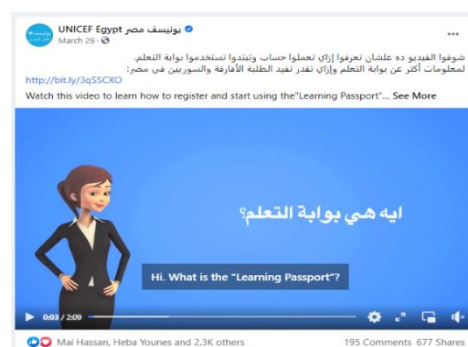 UNICEF Egypt يونيسف مصر
March 29 ·
شوفوا الفيديو ده علشان تعرفوا إزاي تعملوا حساب وتبتدوا تستخدموا بوابة التعلم.
لمعلومات أكتر عن بوابة التعلم وإزاي تقدر تفيد الطلبة الأفارقة والسوريين في مصر:
http://bit.ly/3qS5CXO
Watch this video to learn how to register and start using the"Learning Passport"... See More
ايه هي بوابة التعلم؟
Hi. What is the "Learning Passport"?
0:03 / 2:09
Mai Hassan, Heba Younes and 2.3K others
195 Comments 677 Shares